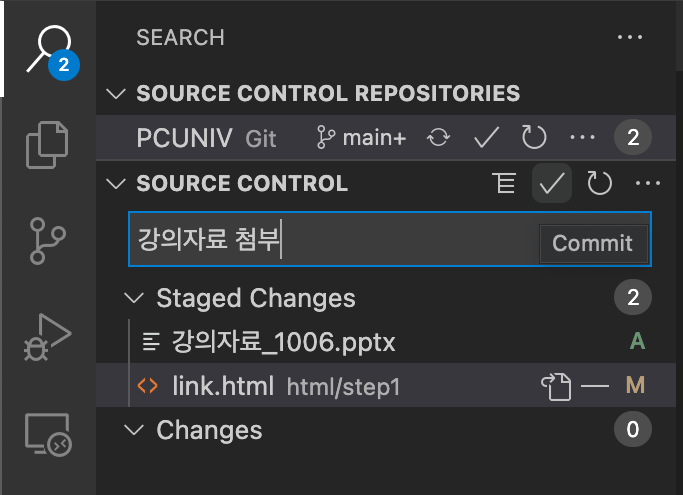 SEARCH
2
SOURCE CONTROL REPOSITORIES
PCUNIV Git main+ 2
SOURCE CONTROL
강의자료 첨부 Commit
Staged Changes 2
강의자료_1006.pptx A
link.html html/step1 M
Changes 0